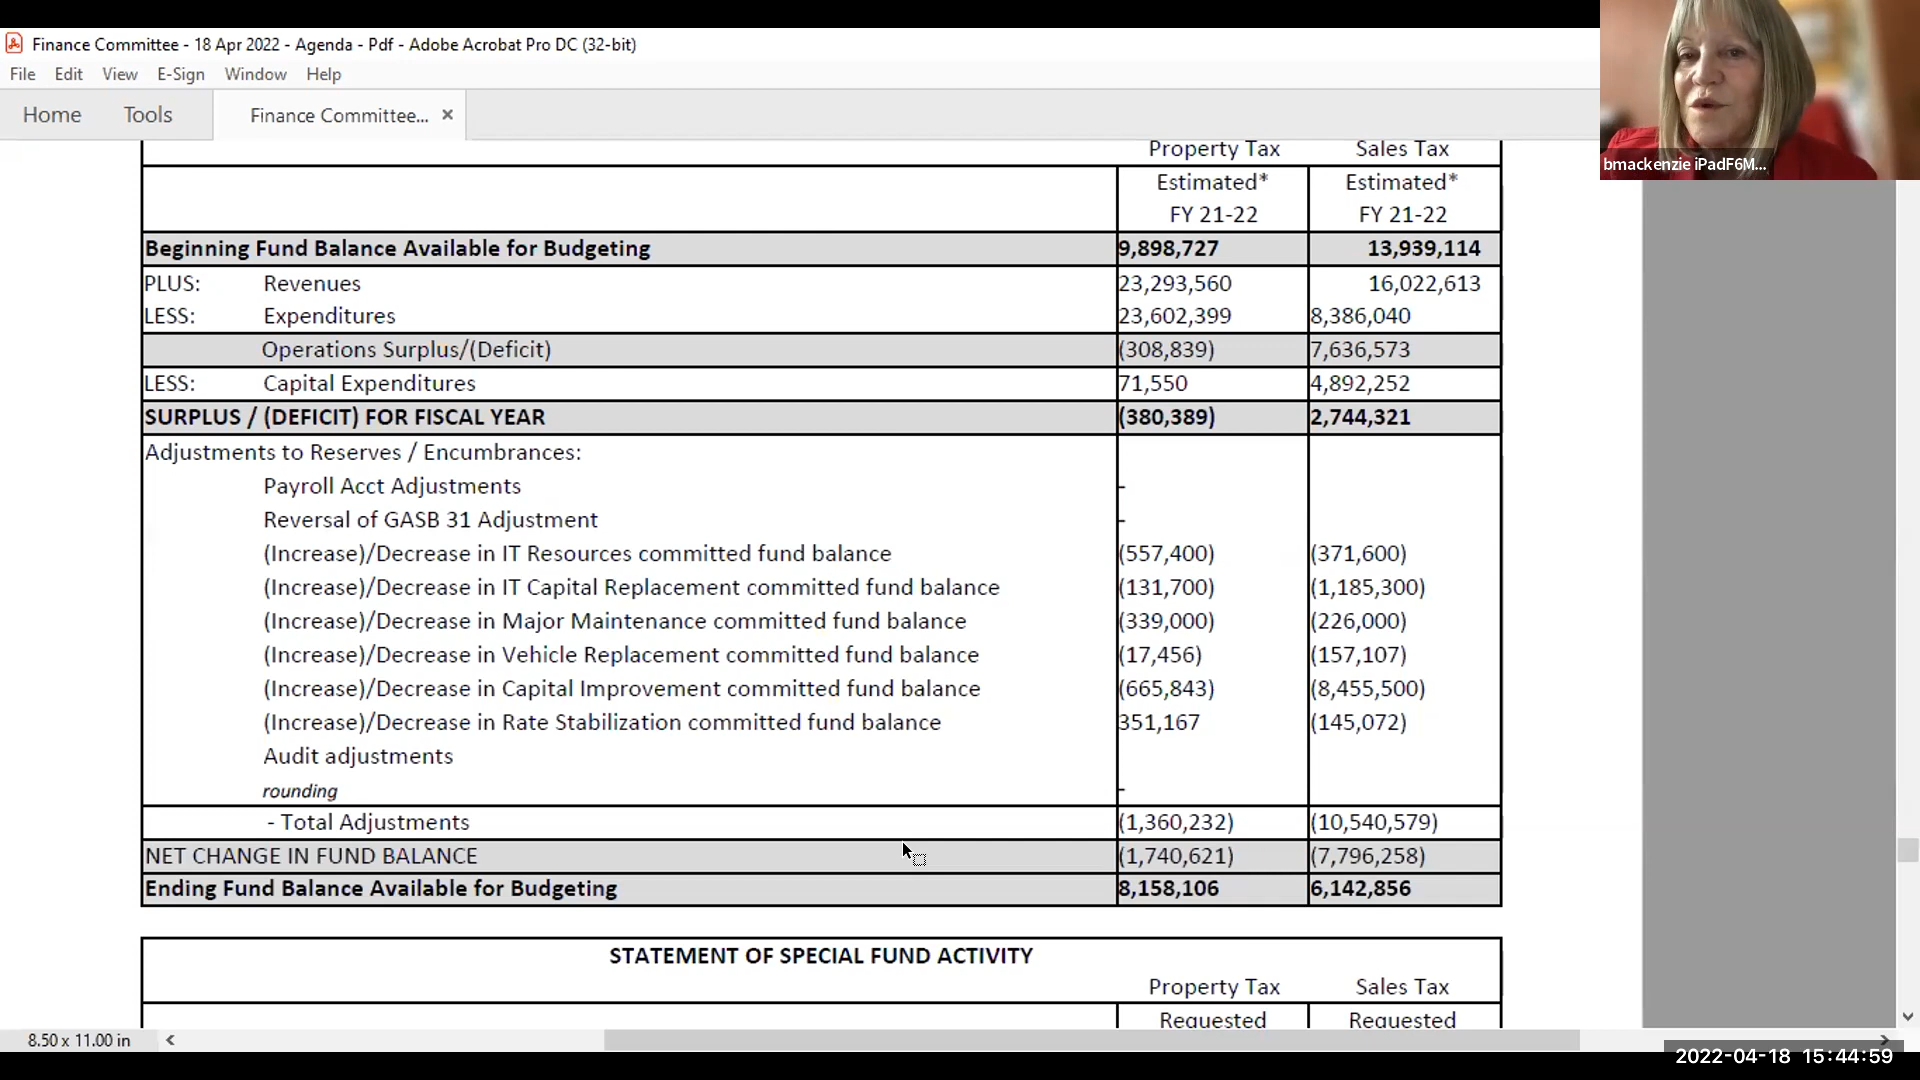 Finance Committee - 18 Apr 2022 - Agenda - Pdf - Adobe Acrobat Pro DC (32-bit)
File Edit View E-Sign Window Help
Home Tools Finance Committee... ×
bmackenzie iPadF6M...
Property Tax Sales Tax
Estimated* Estimated*
FY 21-22 FY 21-22
Beginning Fund Balance Available for Budgeting 9,898,727 13,939,114
PLUS: Revenues 23,293,560 16,022,613
LESS: Expenditures 23,602,399 8,386,040
Operations Surplus/(Deficit) (308,839) 7,636,573
LESS: Capital Expenditures 71,550 4,892,252
SURPLUS / (DEFICIT) FOR FISCAL YEAR (380,389) 2,744,321
Adjustments to Reserves / Encumbrances:
Payroll Acct Adjustments -
Reversal of GASB 31 Adjustment -
(Increase)/Decrease in IT Resources committed fund balance (557,400) (371,600)
(Increase)/Decrease in IT Capital Replacement committed fund balance (131,700) (1,185,300)
(Increase)/Decrease in Major Maintenance committed fund balance (339,000) (226,000)
(Increase)/Decrease in Vehicle Replacement committed fund balance (17,456) (157,107)
(Increase)/Decrease in Capital Improvement committed fund balance (665,843) (8,455,500)
(Increase)/Decrease in Rate Stabilization committed fund balance 351,167 (145,072)
Audit adjustments
rounding -
- Total Adjustments (1,360,232) (10,540,579)
NET CHANGE IN FUND BALANCE (1,740,621) (7,796,258)
Ending Fund Balance Available for Budgeting 8,158,106 6,142,856
STATEMENT OF SPECIAL FUND ACTIVITY
Property Tax Sales Tax
Requested Requested
8.50 x 11.00 in
2022-04-18 15:44:59